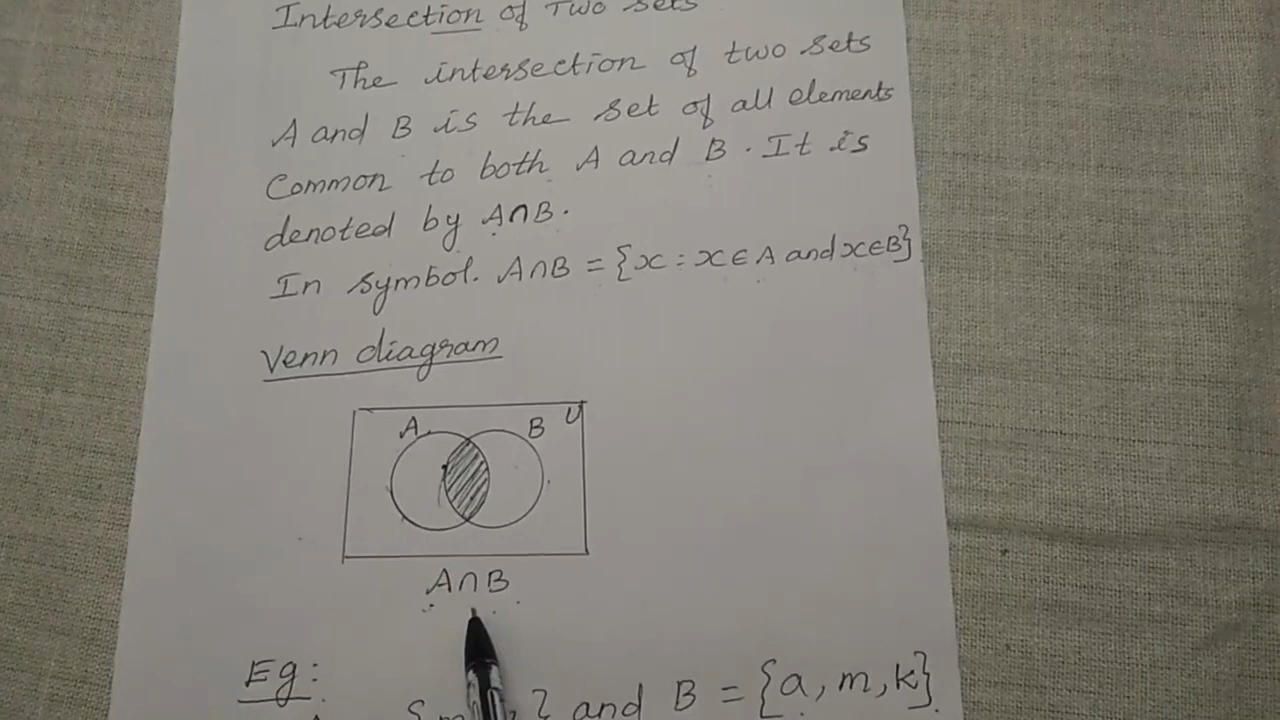 Intersection of Two Sets
The intersection of two sets
A and B is the set of all elements
Common to both A and B. It is
denoted by A∩B.
In symbol. A∩B = {x : x∈A and x∈B}
Venn diagram
A B U
A∩B
Eg:
and B = {a, m, k}.